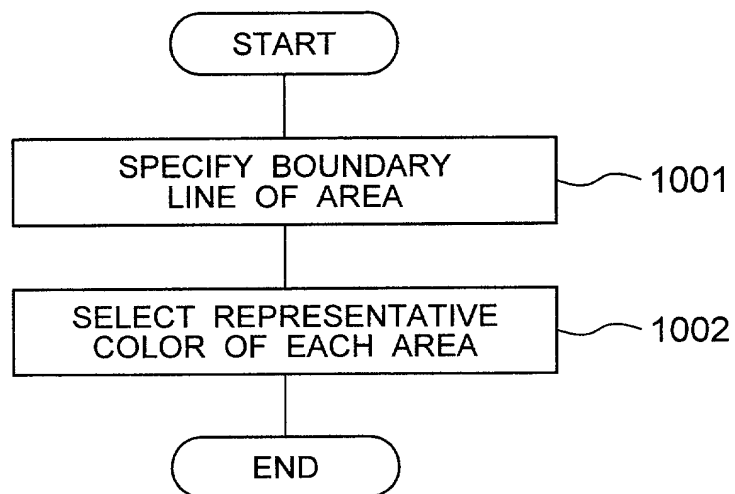 START
SPECIFY BOUNDARY
LINE OF AREA
1001
SELECT REPRESENTATIVE
COLOR OF EACH AREA
1002
END